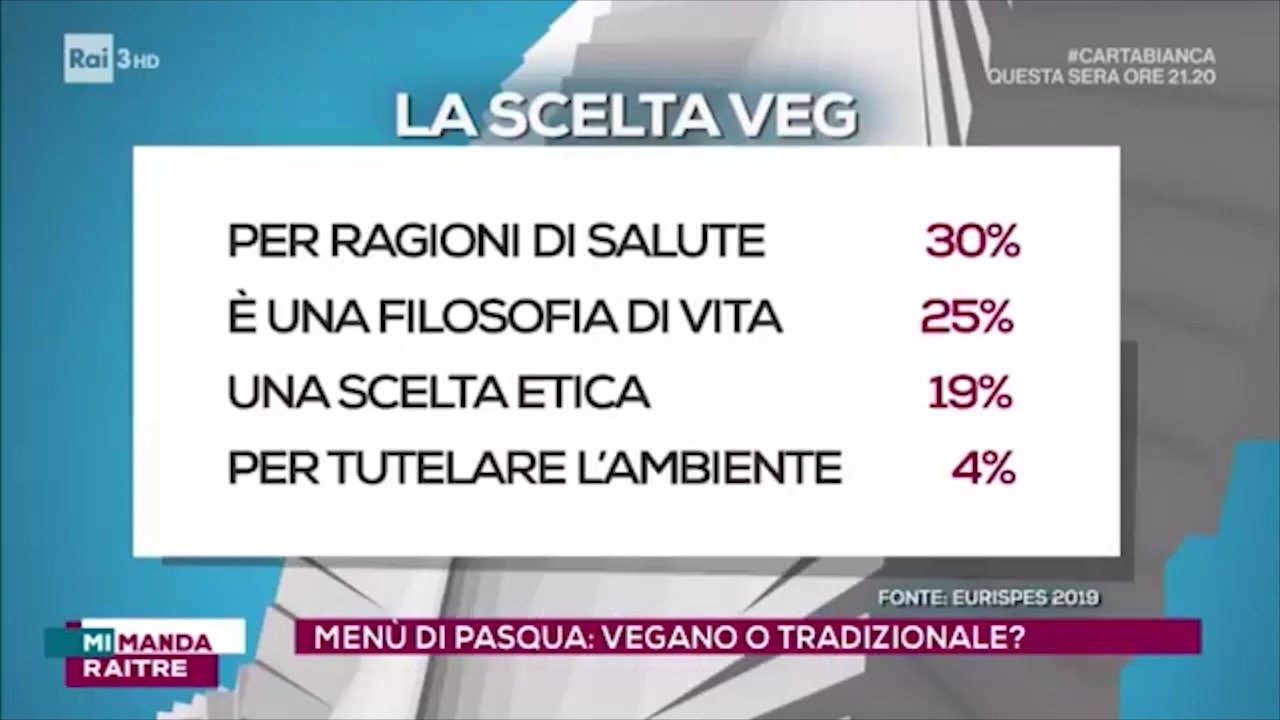 Rai 3HD
#CARTABIANCA
QUESTA SERA ORE 21.20
LA SCELTA VEG
PER RAGIONI DI SALUTE 30%
È UNA FILOSOFIA DI VITA 25%
UNA SCELTA ETICA 19%
PER TUTELARE L'AMBIENTE 4%
FONTE: EURISPES 2019
MI MANDA
RAITRE
MENÙ DI PASQUA: VEGANO O TRADIZIONALE?